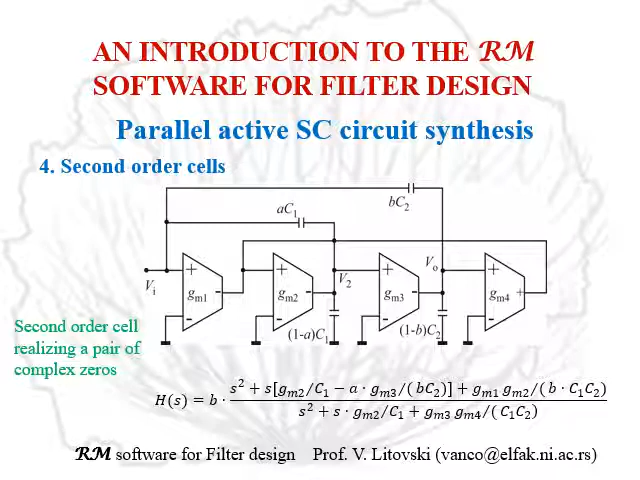 AN INTRODUCTION TO THE RM
SOFTWARE FOR FILTER DESIGN
Parallel active SC circuit synthesis
4. Second order cells
bC₂
aC₁
Vᵢ
+
-
gm1
-
+
-
gm2
-
V₂
+
-
gm3
-
Vₒ
+
-
gm4
+
(1-a)C₁
(1-b)C₂
Second order cell
realizing a pair of
complex zeros
H(s) = b · (s² + s[gm2/C₁ − a · gm3/(bC₂)] + gm1 gm2/(b · C₁C₂)) / (s² + s · gm2/C₁ + gm3 gm4/(C₁C₂))
RM software for Filter design Prof. V. Litovski (vanco@elfak.ni.ac.rs)